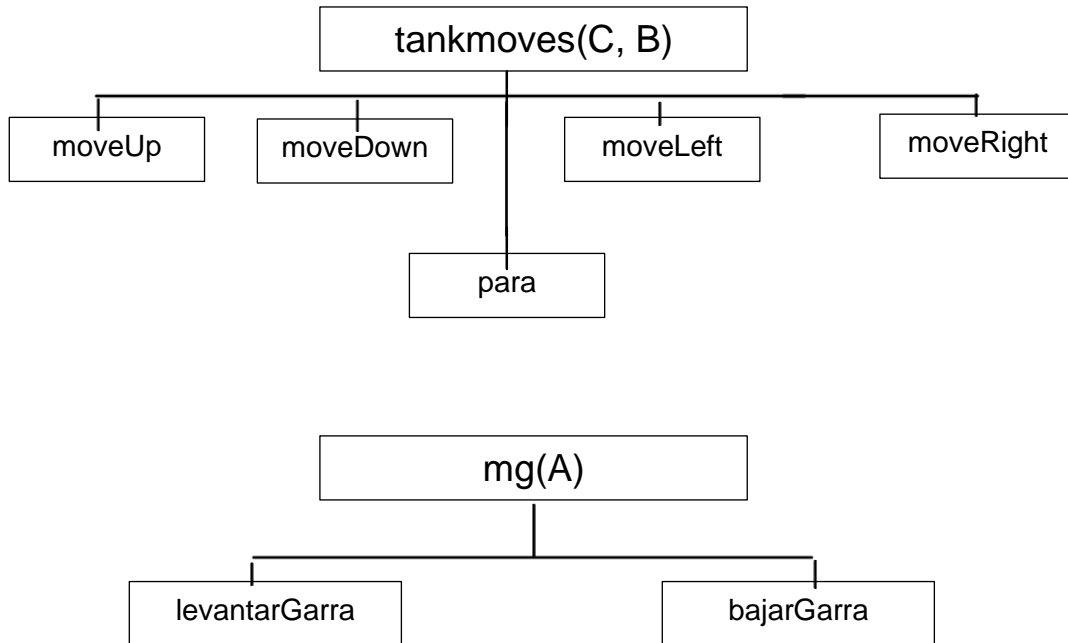 tankmoves(C, B)
moveUp
moveDown
moveLeft
moveRight
para
mg(A)
levantarGarra
bajarGarra